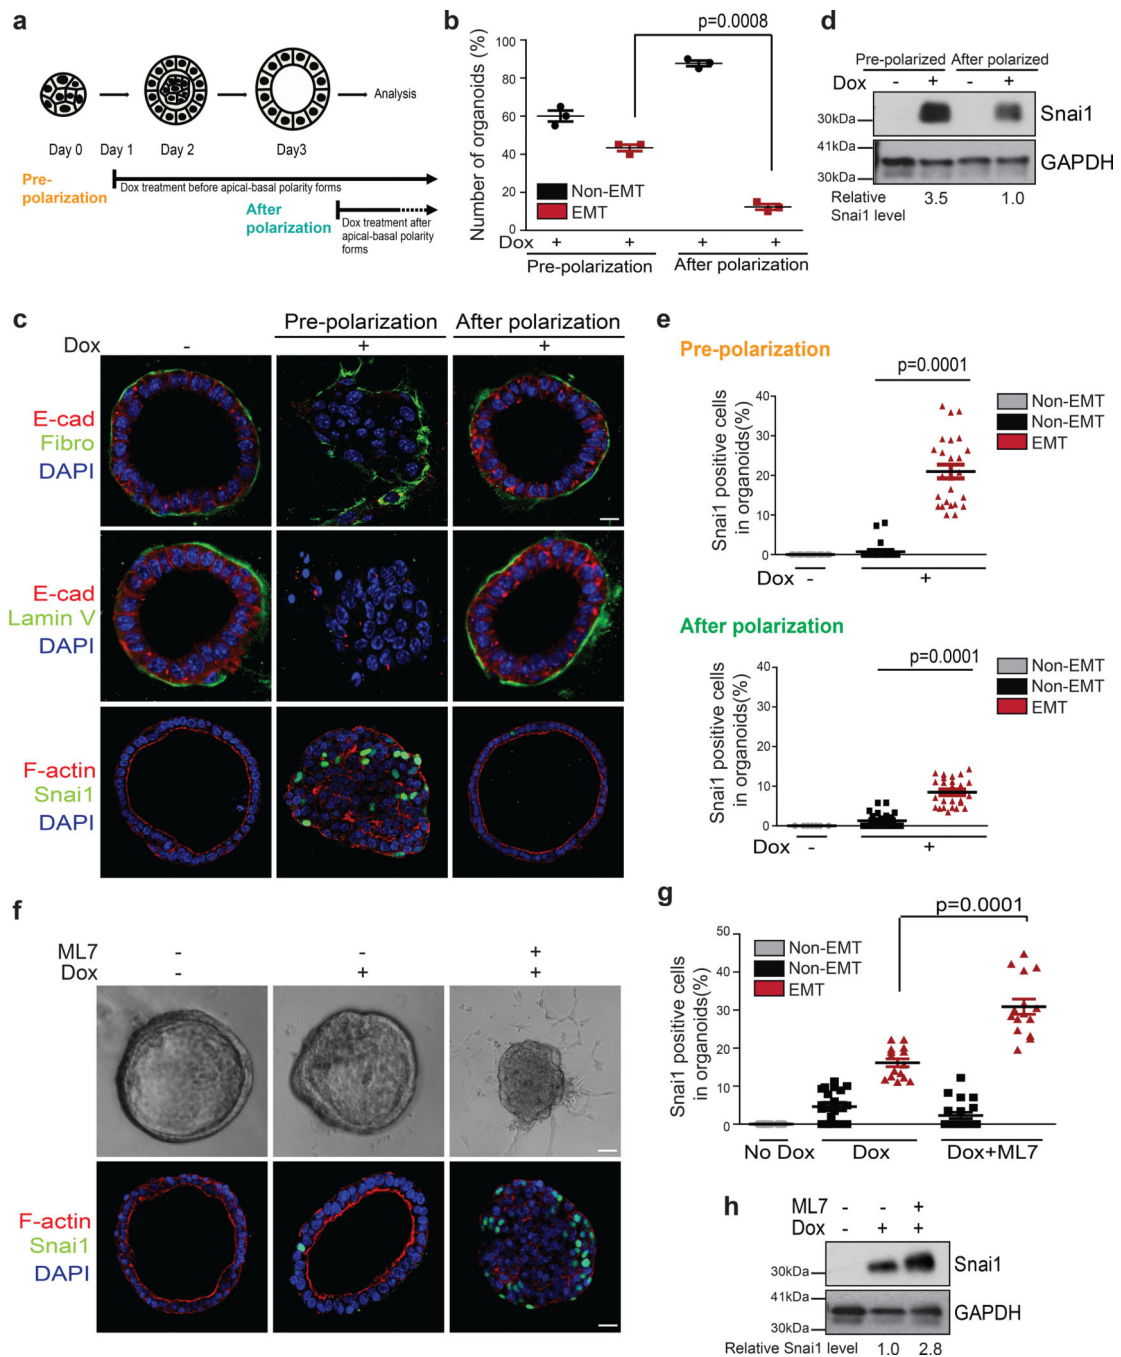 a
Day 0
Day 1
Day 2
Day3
Analysis
Pre-
polarization
Dox treatment before apical-basal polarity forms
After
polarization
Dox treatment after
apical-basal polarity
forms
b
p=0.0008
Number of organoids (%)
100
80
60
40
20
0
Non-EMT
EMT
Dox + + + +
Pre-polarization After polarization
d
Pre-polarized After polarized
Dox - + - +
30kDa Snai1
41kDa
GAPDH
30kDa
Relative
Snai1 level 3.5 1.0
c
Pre-polarization After polarization
Dox - + +
E-cad
Fibro
DAPI
E-cad
Lamin V
DAPI
F-actin
Snai1
DAPI
e
Pre-polarization
p=0.0001
Snai1 positive cells
in organoids(%)
40
30
20
10
0
Non-EMT
Non-EMT
EMT
Dox - +
After polarization
p=0.0001
Snai1 positive cells
in organoids(%)
40
30
20
10
0
Non-EMT
Non-EMT
EMT
Dox - +
f
ML7 - - +
Dox - + +
F-actin
Snai1
DAPI
g
p=0.0001
Snai1 positive cells
in organoids(%)
50
40
30
20
10
0
Non-EMT
Non-EMT
EMT
No Dox Dox Dox+ML7
h
ML7 - - +
Dox - + +
30kDa Snai1
41kDa
GAPDH
30kDa
Relative Snai1 level 1.0 2.8